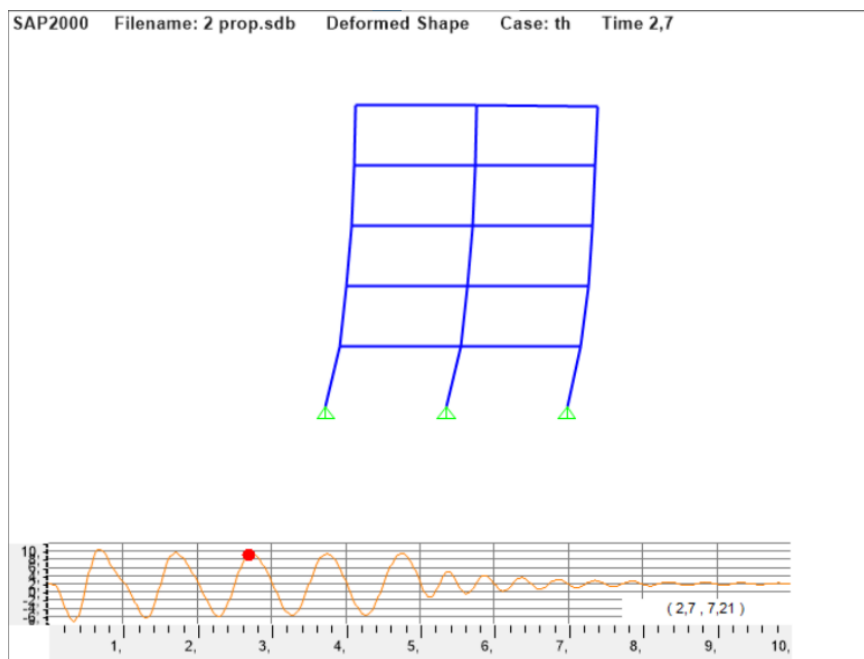 SAP2000 Filename: 2 prop.sdb Deformed Shape Case: th Time 2,7
10,
( 2,7 , 7,21 )
1, 2, 3, 4, 5, 6, 7, 8, 9, 10,